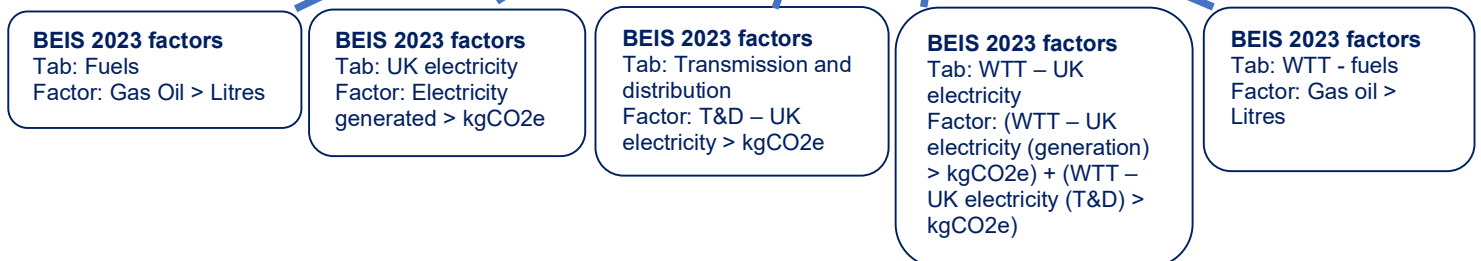 BEIS 2023 factors
Tab: Fuels
Factor: Gas Oil > Litres
BEIS 2023 factors
Tab: UK electricity
Factor: Electricity
generated > kgCO2e
BEIS 2023 factors
Tab: Transmission and
distribution
Factor: T&D – UK
electricity > kgCO2e
BEIS 2023 factors
Tab: WTT – UK
electricity
Factor: (WTT – UK
electricity (generation)
> kgCO2e) + (WTT –
UK electricity (T&D) >
kgCO2e)
BEIS 2023 factors
Tab: WTT - fuels
Factor: Gas oil >
Litres